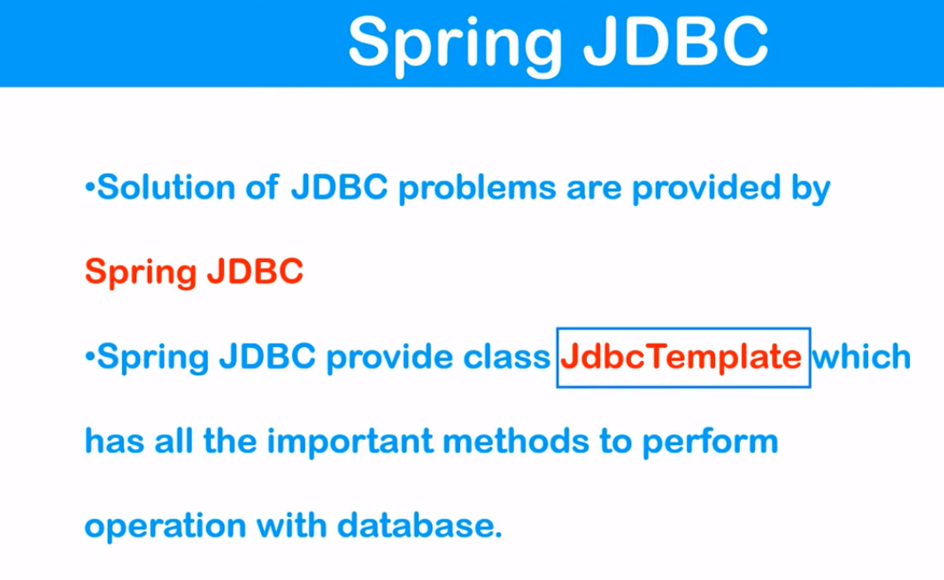 Spring JDBC
•Solution of JDBC problems are provided by
Spring JDBC
•Spring JDBC provide class JdbcTemplate which
has all the important methods to perform
operation with database.